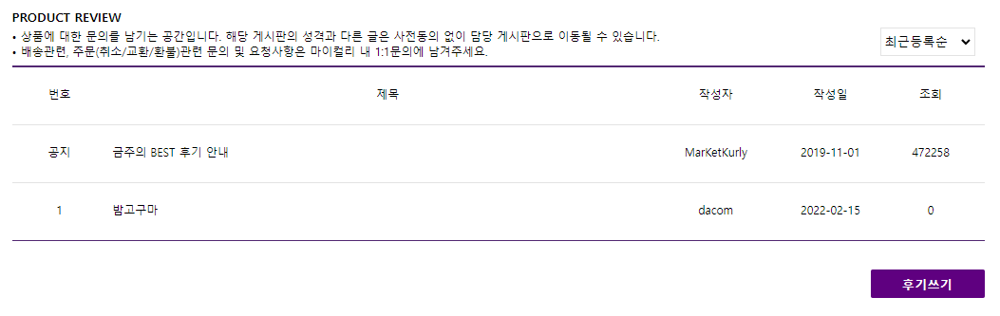 PRODUCT REVIEW
• 상품에 대한 문의를 남기는 공간입니다. 해당 게시판의 성격과 다른 글은 사전동의 없이 담당 게시판으로 이동될 수 있습니다.
• 배송관련, 주문(취소/교환/환불)관련 문의 및 요청사항은 마이컬리 내 1:1문의에 남겨주세요.
최근등록순
번호 제목 작성자 작성일 조회
공지 금주의 BEST 후기 안내 MarKetKurly 2019-11-01 472258
1 밤고구마 dacom 2022-02-15 0
후기쓰기